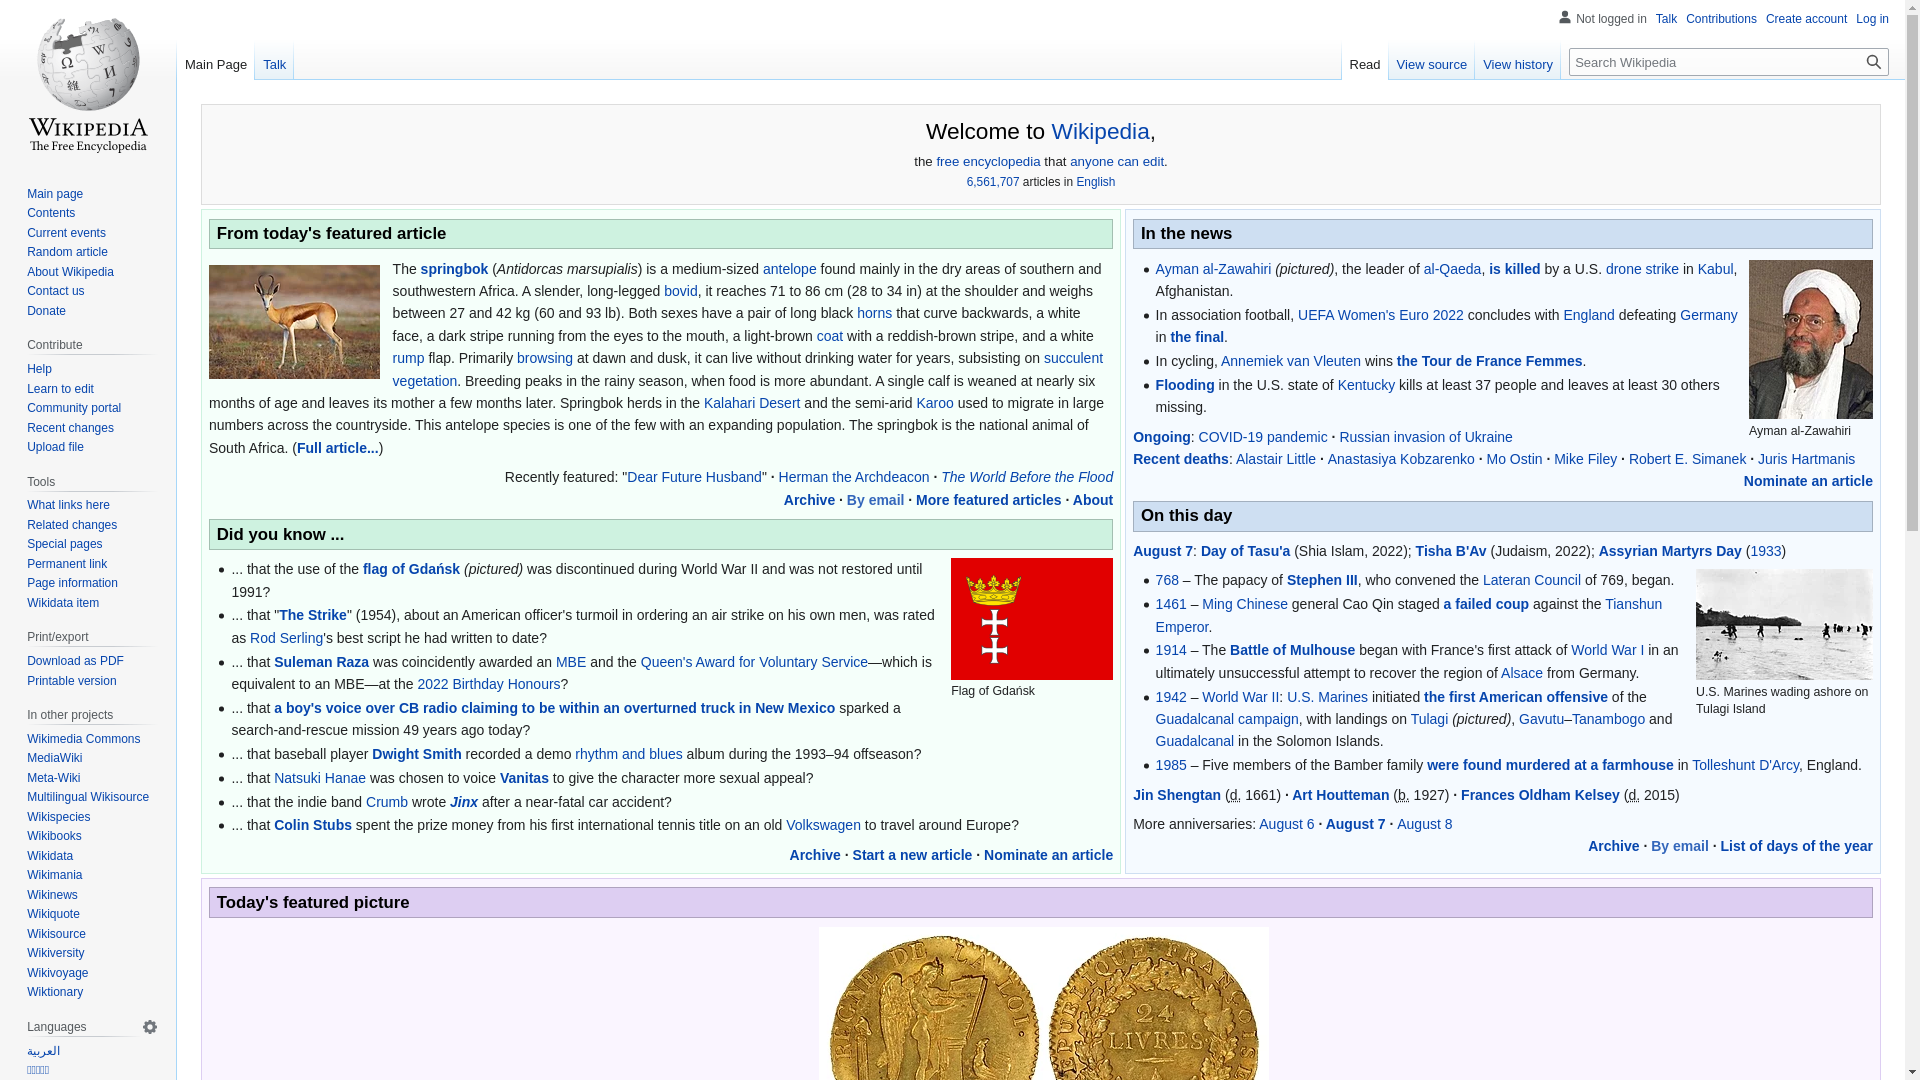 Not logged in Talk Contributions Create account Log in
Main Page Talk Read View source View history Search Wikipedia
WIKIPEDIA
The Free Encyclopedia
Main page
Contents
Current events
Random article
About Wikipedia
Contact us
Donate
Contribute
Help
Learn to edit
Community portal
Recent changes
Upload file
Tools
What links here
Related changes
Special pages
Permanent link
Page information
Wikidata item
Print/export
Download as PDF
Printable version
In other projects
Wikimedia Commons
MediaWiki
Meta-Wiki
Multilingual Wikisource
Wikispecies
Wikibooks
Wikidata
Wikimania
Wikinews
Wikiquote
Wikisource
Wikiversity
Wikivoyage
Wiktionary
Languages
العربية
Welcome to Wikipedia,
the free encyclopedia that anyone can edit.
6,561,707 articles in English
From today's featured article
The springbok (Antidorcas marsupialis) is a medium-sized antelope found mainly in the dry areas of southern and
southwestern Africa. A slender, long-legged bovid, it reaches 71 to 86 cm (28 to 34 in) at the shoulder and weighs
between 27 and 42 kg (60 and 93 lb). Both sexes have a pair of long black horns that curve backwards, a white
face, a dark stripe running from the eyes to the mouth, a light-brown coat with a reddish-brown stripe, and a white
rump flap. Primarily browsing at dawn and dusk, it can live without drinking water for years, subsisting on succulent
vegetation. Breeding peaks in the rainy season, when food is more abundant. A single calf is weaned at nearly six
months of age and leaves its mother a few months later. Springbok herds in the Kalahari Desert and the semi-arid Karoo used to migrate in large
numbers across the countryside. This antelope species is one of the few with an expanding population. The springbok is the national animal of
South Africa. (Full article...)
Recently featured: "Dear Future Husband" · Herman the Archdeacon · The World Before the Flood
Archive · By email · More featured articles · About
Did you know ...
... that the use of the flag of Gdańsk (pictured) was discontinued during World War II and was not restored until
1991?
... that "The Strike" (1954), about an American officer's turmoil in ordering an air strike on his own men, was rated
as Rod Serling's best script he had written to date?
... that Suleman Raza was coincidently awarded an MBE and the Queen's Award for Voluntary Service—which is
equivalent to an MBE—at the 2022 Birthday Honours?
... that a boy's voice over CB radio claiming to be within an overturned truck in New Mexico sparked a
search-and-rescue mission 49 years ago today?
... that baseball player Dwight Smith recorded a demo rhythm and blues album during the 1993–94 offseason?
... that Natsuki Hanae was chosen to voice Vanitas to give the character more sexual appeal?
... that the indie band Crumb wrote Jinx after a near-fatal car accident?
... that Colin Stubs spent the prize money from his first international tennis title on an old Volkswagen to travel around Europe?
Flag of Gdańsk
Archive · Start a new article · Nominate an article
In the news
Ayman al-Zawahiri (pictured), the leader of al-Qaeda, is killed by a U.S. drone strike in Kabul,
Afghanistan.
In association football, UEFA Women's Euro 2022 concludes with England defeating Germany
in the final.
In cycling, Annemiek van Vleuten wins the Tour de France Femmes.
Flooding in the U.S. state of Kentucky kills at least 37 people and leaves at least 30 others
missing.
Ayman al-Zawahiri
Ongoing: COVID-19 pandemic · Russian invasion of Ukraine
Recent deaths: Alastair Little · Anastasiya Kobzarenko · Mo Ostin · Mike Filey · Robert E. Simanek · Juris Hartmanis
Nominate an article
On this day
August 7: Day of Tasu'a (Shia Islam, 2022); Tisha B'Av (Judaism, 2022); Assyrian Martyrs Day (1933)
768 – The papacy of Stephen III, who convened the Lateran Council of 769, began.
1461 – Ming Chinese general Cao Qin staged a failed coup against the Tianshun
Emperor.
1914 – The Battle of Mulhouse began with France's first attack of World War I in an
ultimately unsuccessful attempt to recover the region of Alsace from Germany.
1942 – World War II: U.S. Marines initiated the first American offensive of the
Guadalcanal campaign, with landings on Tulagi (pictured), Gavutu–Tanambogo and
Guadalcanal in the Solomon Islands.
1985 – Five members of the Bamber family were found murdered at a farmhouse in Tolleshunt D'Arcy, England.
U.S. Marines wading ashore on
Tulagi Island
Jin Shengtan (d. 1661) · Art Houtteman (b. 1927) · Frances Oldham Kelsey (d. 2015)
More anniversaries: August 6 · August 7 · August 8
Archive · By email · List of days of the year
Today's featured picture
REGNE DE LA LOI.
REPUBLIQUE FRANÇOISE
24
LIVRES